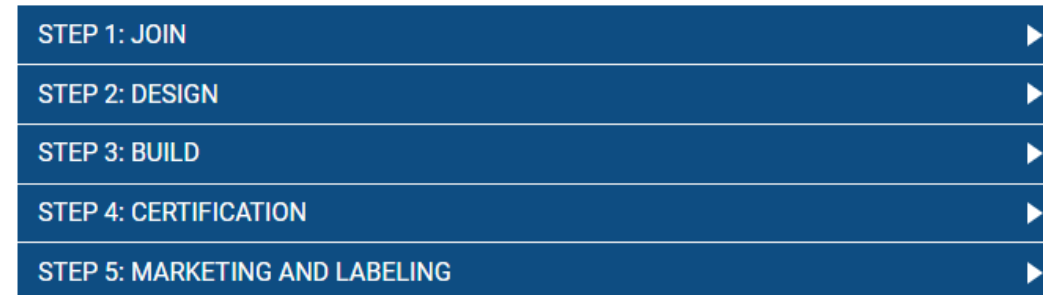 STEP 1: JOIN
STEP 2: DESIGN
STEP 3: BUILD
STEP 4: CERTIFICATION
STEP 5: MARKETING AND LABELING